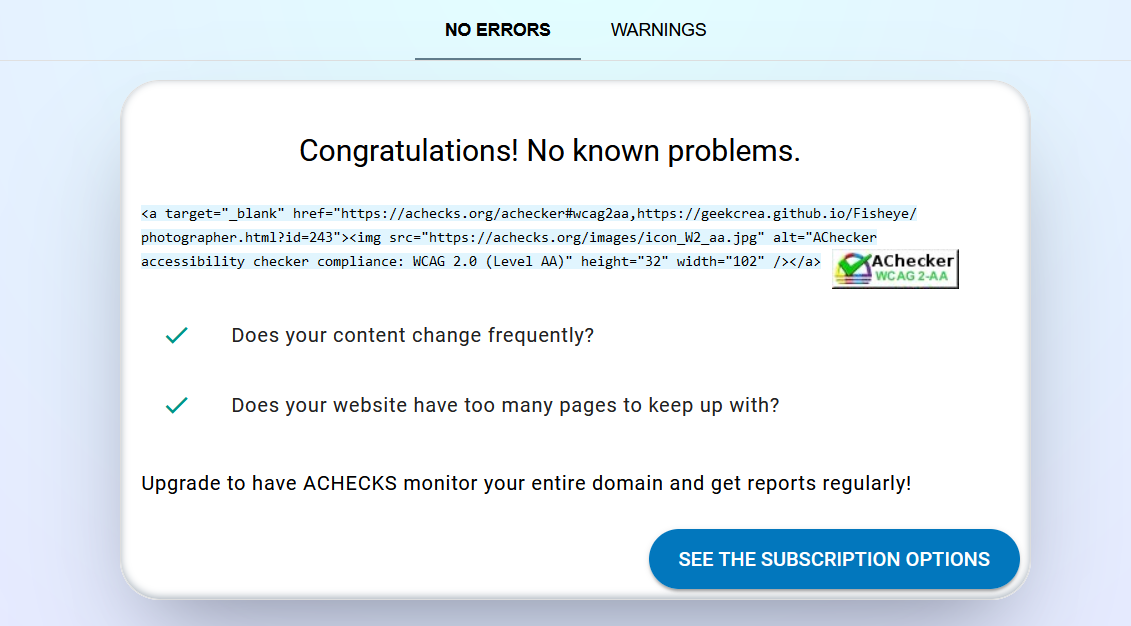 NO ERRORS
WARNINGS
Congratulations! No known problems.
<a target="_blank" href="https://achecks.org/achecker#wcag2aa,https://geekcrea.github.io/Fisheye/
photographer.html?id=243"><img src="https://achecks.org/images/icon_W2_aa.jpg" alt="AChecker
accessibility checker compliance: WCAG 2.0 (Level AA)" height="32" width="102" /></a>
AChecker
WCAG 2-AA
Does your content change frequently?
Does your website have too many pages to keep up with?
Upgrade to have ACHECKS monitor your entire domain and get reports regularly!
SEE THE SUBSCRIPTION OPTIONS